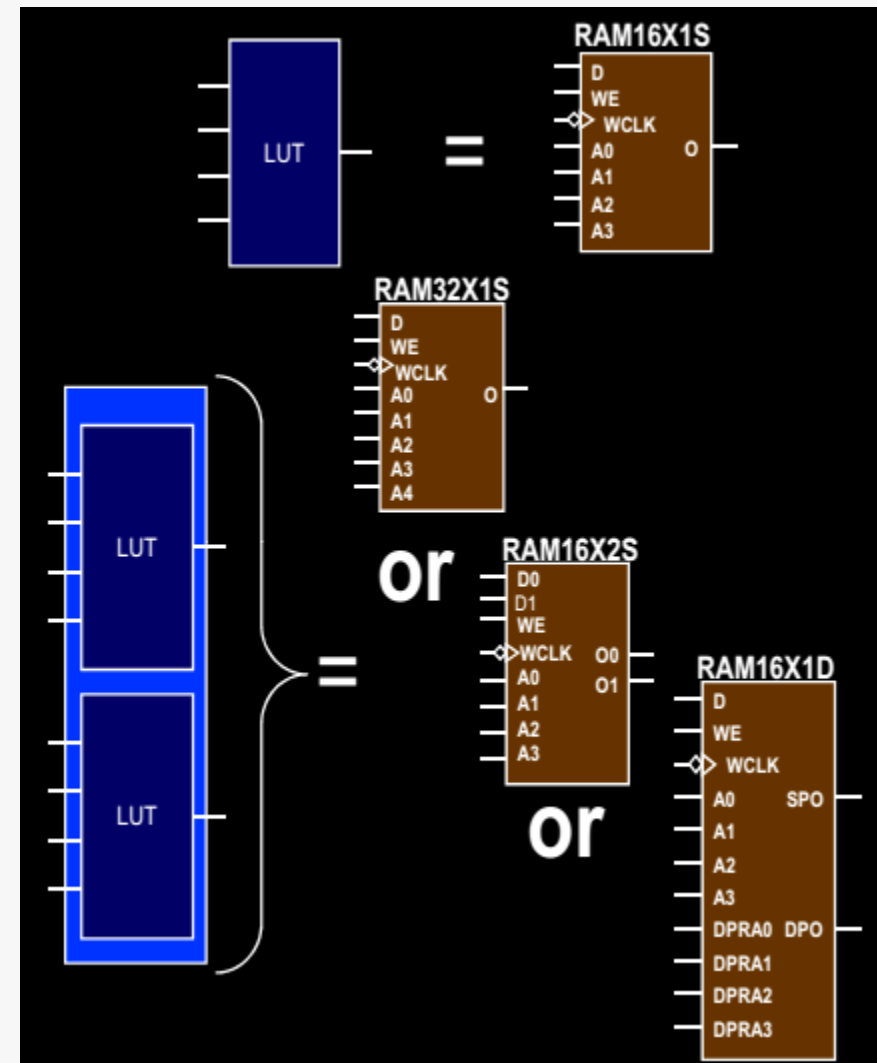 RAM16X1S
LUT
=
D
WE
WCLK
A0 O
A1
A2
A3
RAM32X1S
D
WE
WCLK
A0 O
A1
A2
A3
A4
LUT
LUT
=
or
RAM16X2S
D0
D1
WE
WCLK O0
A0 O1
A1
A2
A3
or
RAM16X1D
D
WE
WCLK
A0 SPO
A1
A2
A3
DPRA0 DPO
DPRA1
DPRA2
DPRA3